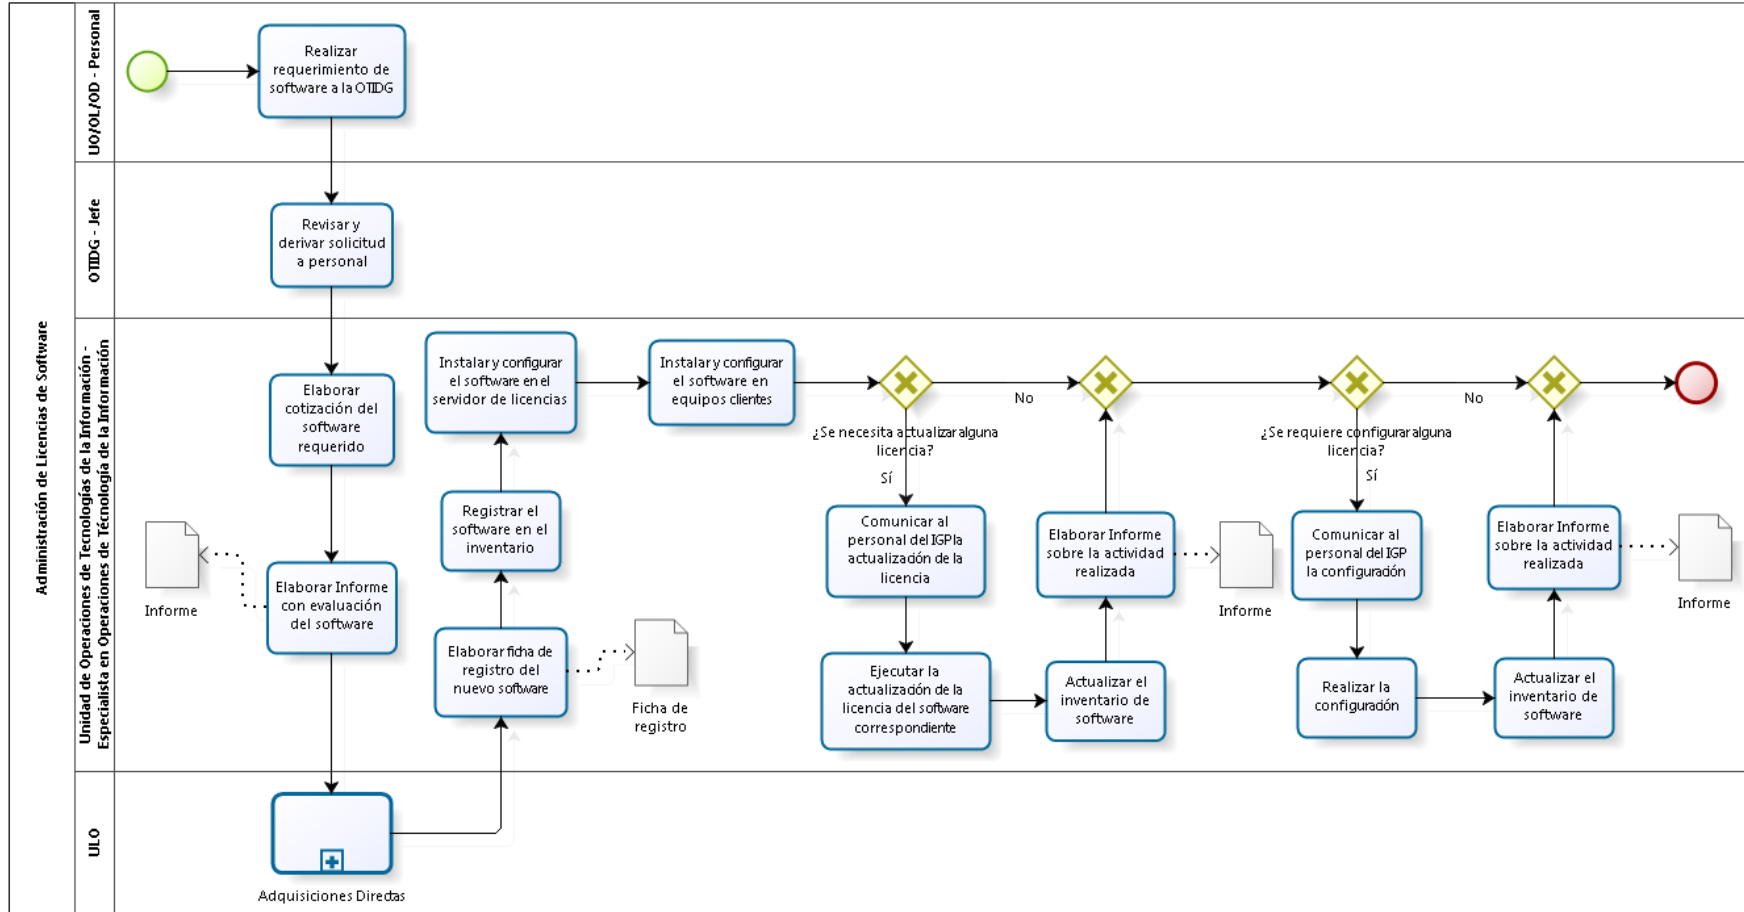 Administración de Licencias de Software
UO/OL/OD - Personal
Realizar
requerimiento de
software a la OTIDG
OTIDG - Jefe
Revisar y
derivar solicitud
a personal
Unidad de Operaciones de Tecnologías de la Información -
Especialista en Operaciones de Técnología de la Información
Elaborar
cotización del
software
requerido
Elaborar Informe
con evaluación
del software
Informe
Instalar y configurar
el software en el
servidor de licencias
Registrar el
software en el
inventario
Elaborar ficha de
registro del
nuevo software
Ficha de
registro
Instalar y configurar
el software en
equipos clientes
¿Se necesita actualizar alguna
licencia?
No
Sí
Comunicar al
personal del IGP la
actualización de la
licencia
Ejecutar la
actualización de la
licencia del software
correspondiente
Elaborar Informe
sobre la actividad
realizada
Informe
Actualizar el
inventario de
software
¿Se requiere configurar alguna
licencia?
No
Sí
Comunicar al
personal del IGP
la configuración
Realizar la
configuración
Elaborar Informe
sobre la actividad
realizada
Informe
Actualizar el
inventario de
software
ULO
Adquisiciones Directas